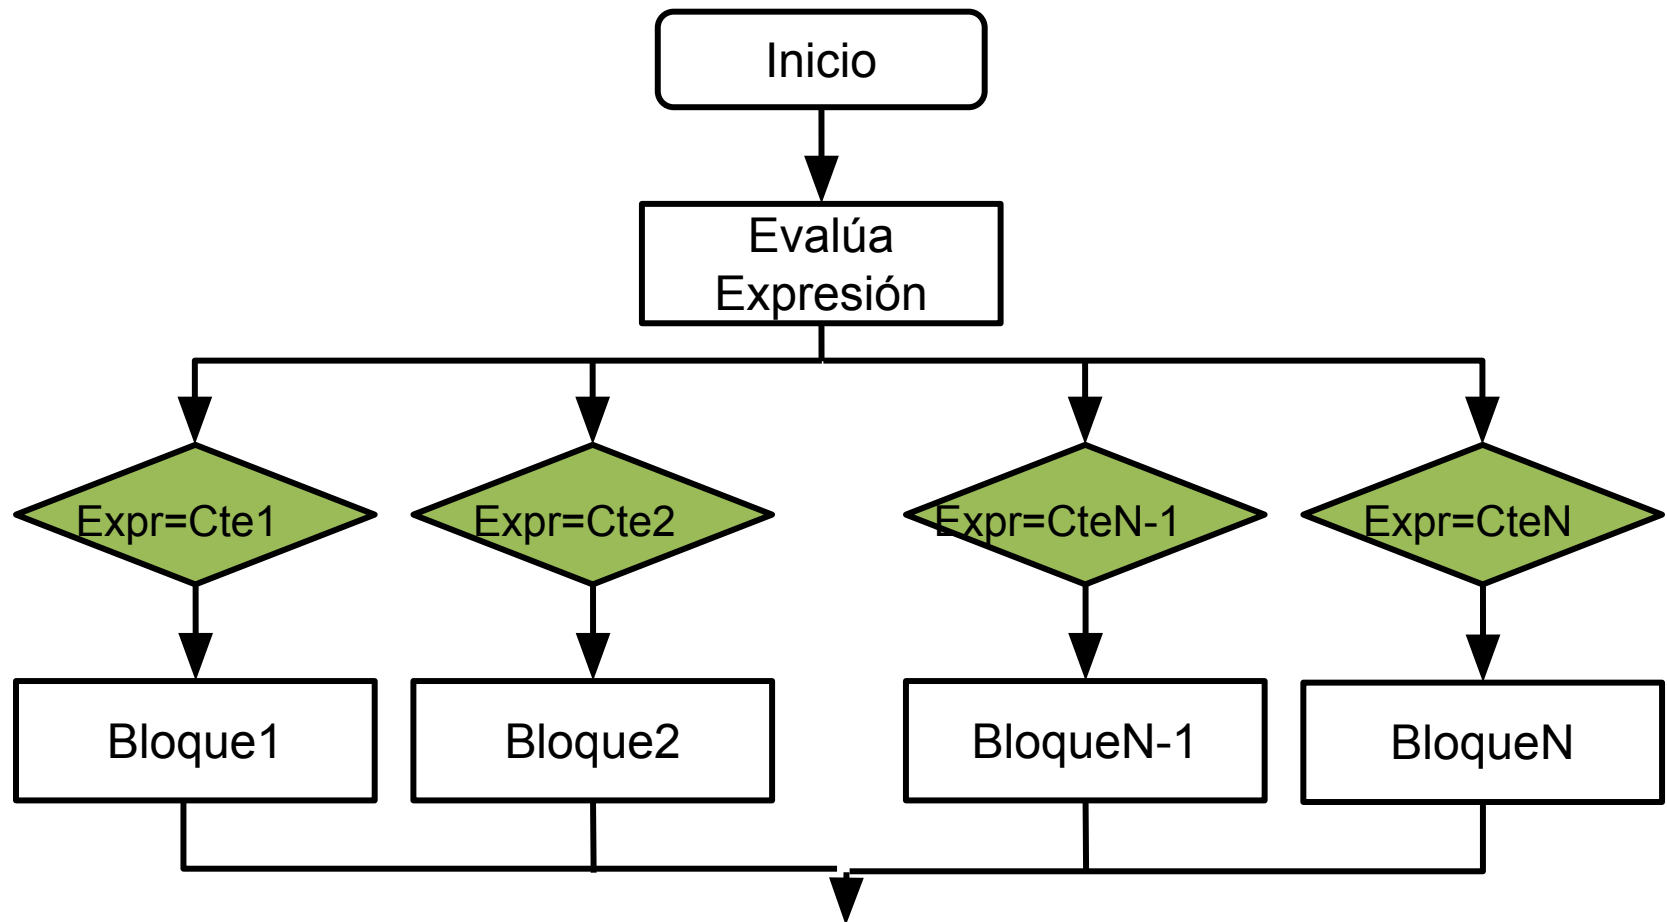 Inicio
Evalúa
Expresión
Expr=Cte1
Expr=Cte2
Expr=CteN-1
Expr=CteN
Bloque1
Bloque2
BloqueN-1
BloqueN